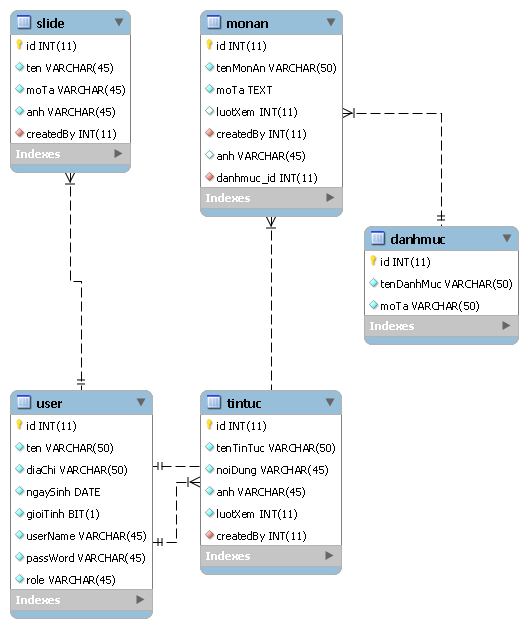 slide
id INT(11)
ten VARCHAR(45)
moTa VARCHAR(45)
anh VARCHAR(45)
createdBy INT(11)
Indexes
monan
id INT(11)
tenMonAn VARCHAR(50)
moTa TEXT
luotXem INT(11)
createdBy INT(11)
anh VARCHAR(45)
danhmuc_id INT(11)
Indexes
danhmuc
id INT(11)
tenDanhMuc VARCHAR(50)
moTa VARCHAR(50)
Indexes
user
id INT(11)
ten VARCHAR(50)
diaChi VARCHAR(50)
ngaySinh DATE
gioiTinh BIT(1)
userName VARCHAR(45)
passWord VARCHAR(45)
role VARCHAR(45)
Indexes
tintuc
id INT(11)
tenTinTuc VARCHAR(50)
noiDung VARCHAR(45)
anh VARCHAR(45)
luotXem INT(11)
createdBy INT(11)
Indexes